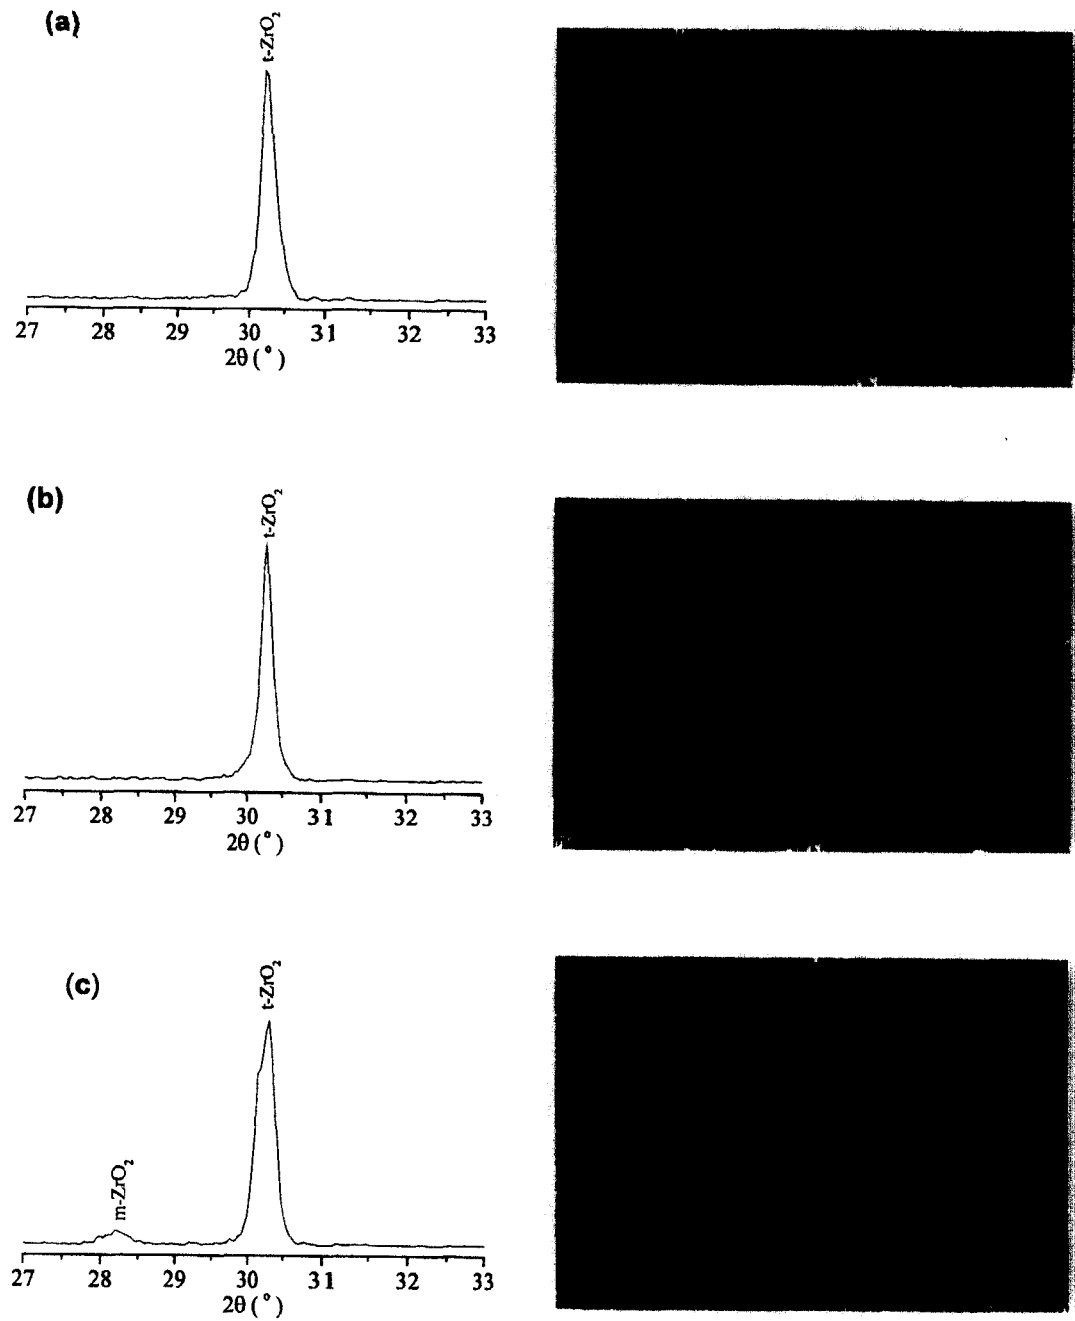 (a)
t-ZrO₂
27 28 29 30 31 32 33
2θ ( ° )
(b)
t-ZrO₂
27 28 29 30 31 32 33
2θ ( ° )
(c)
t-ZrO₂
m-ZrO₂
27 28 29 30 31 32 33
2θ ( ° )